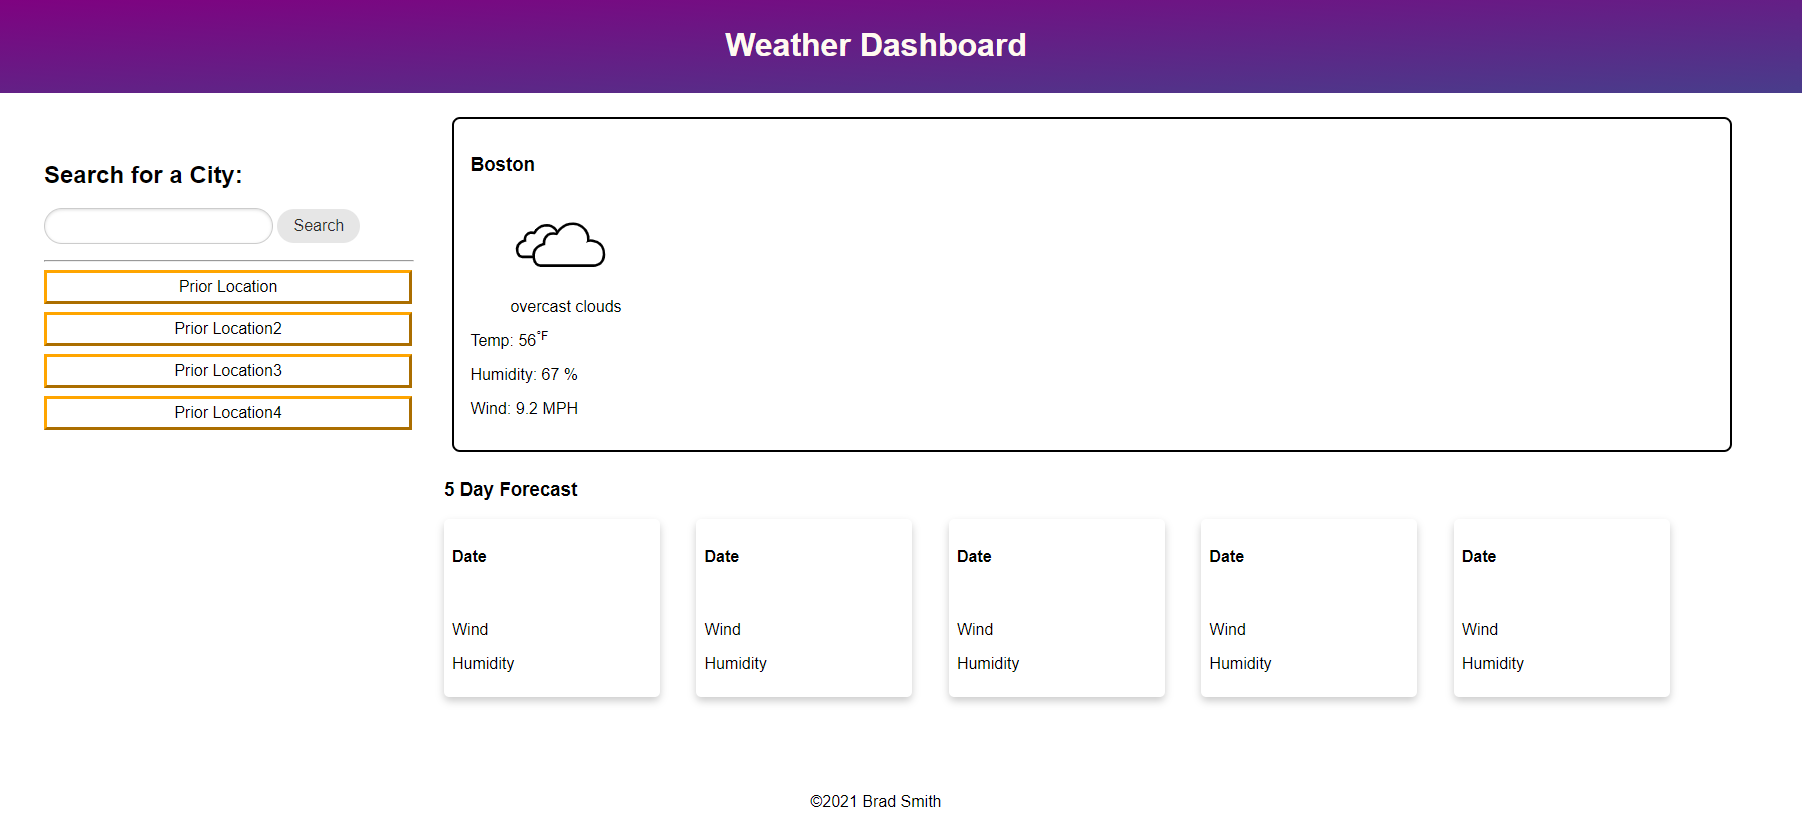 Weather Dashboard
Search for a City:
Search
Prior Location
Prior Location2
Prior Location3
Prior Location4
Boston
overcast clouds
Temp: 56°F
Humidity: 67 %
Wind: 9.2 MPH
5 Day Forecast
Date
Wind
Humidity
Date
Wind
Humidity
Date
Wind
Humidity
Date
Wind
Humidity
Date
Wind
Humidity
©2021 Brad Smith